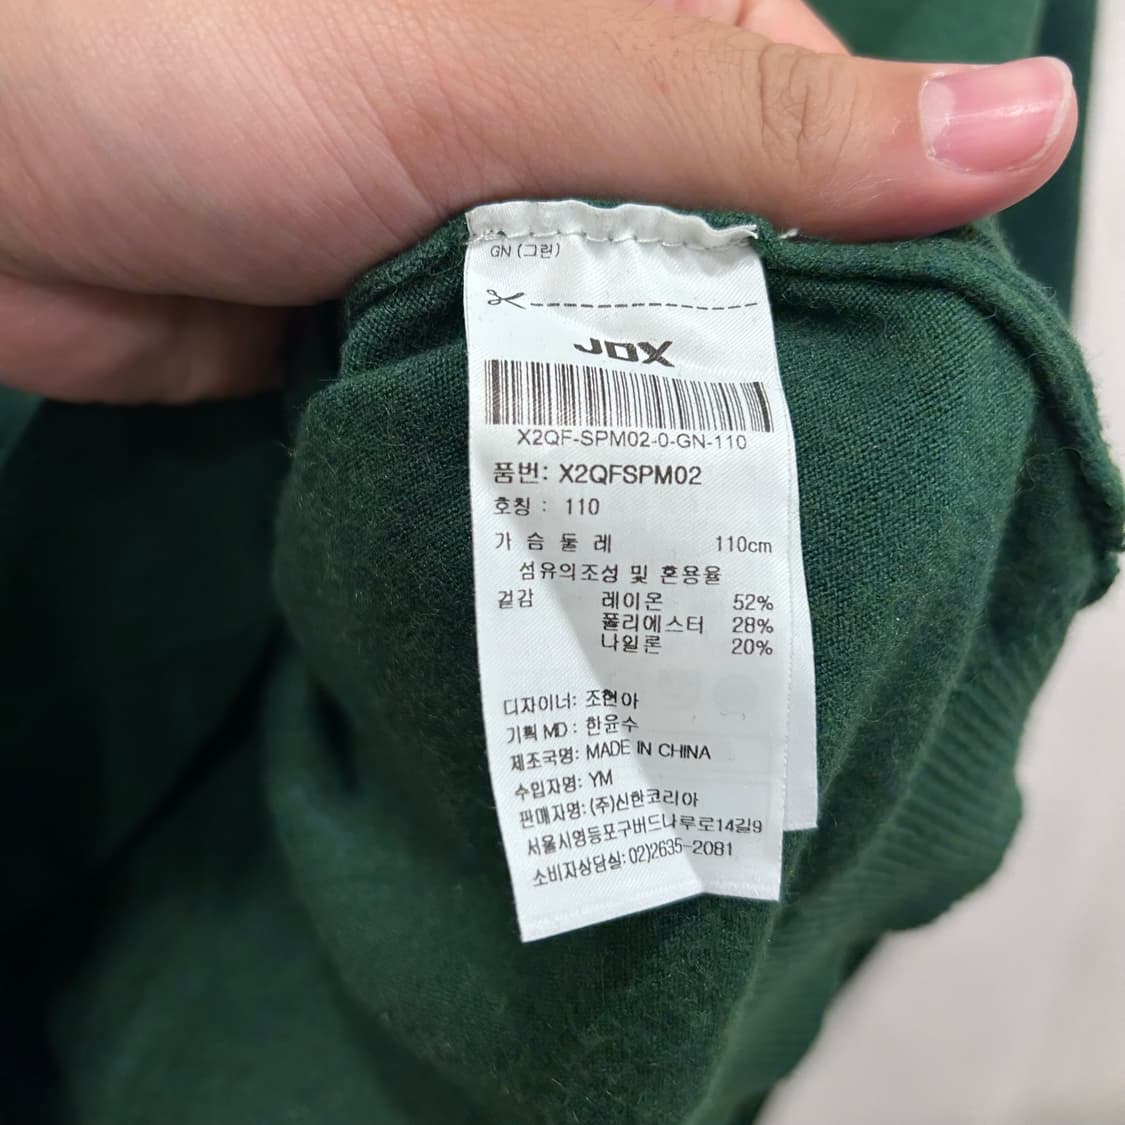 GN (그린)
JDX
X2QF-SPM02-0-GN-110
품번: X2QFSPM02
호칭 : 110
가 슴 둘 레 110cm
섬유의조성 및 혼용율
겉감 레이온 52%
폴리에스터 28%
나일론 20%
디자이너: 조현아
기획 MD : 한윤수
제조국명: MADE IN CHINA
수입자명: YM
판매자명: (주)신한코리아
서울시영등포구버드나루로14길9
소비자상담실: 02)2635-2081